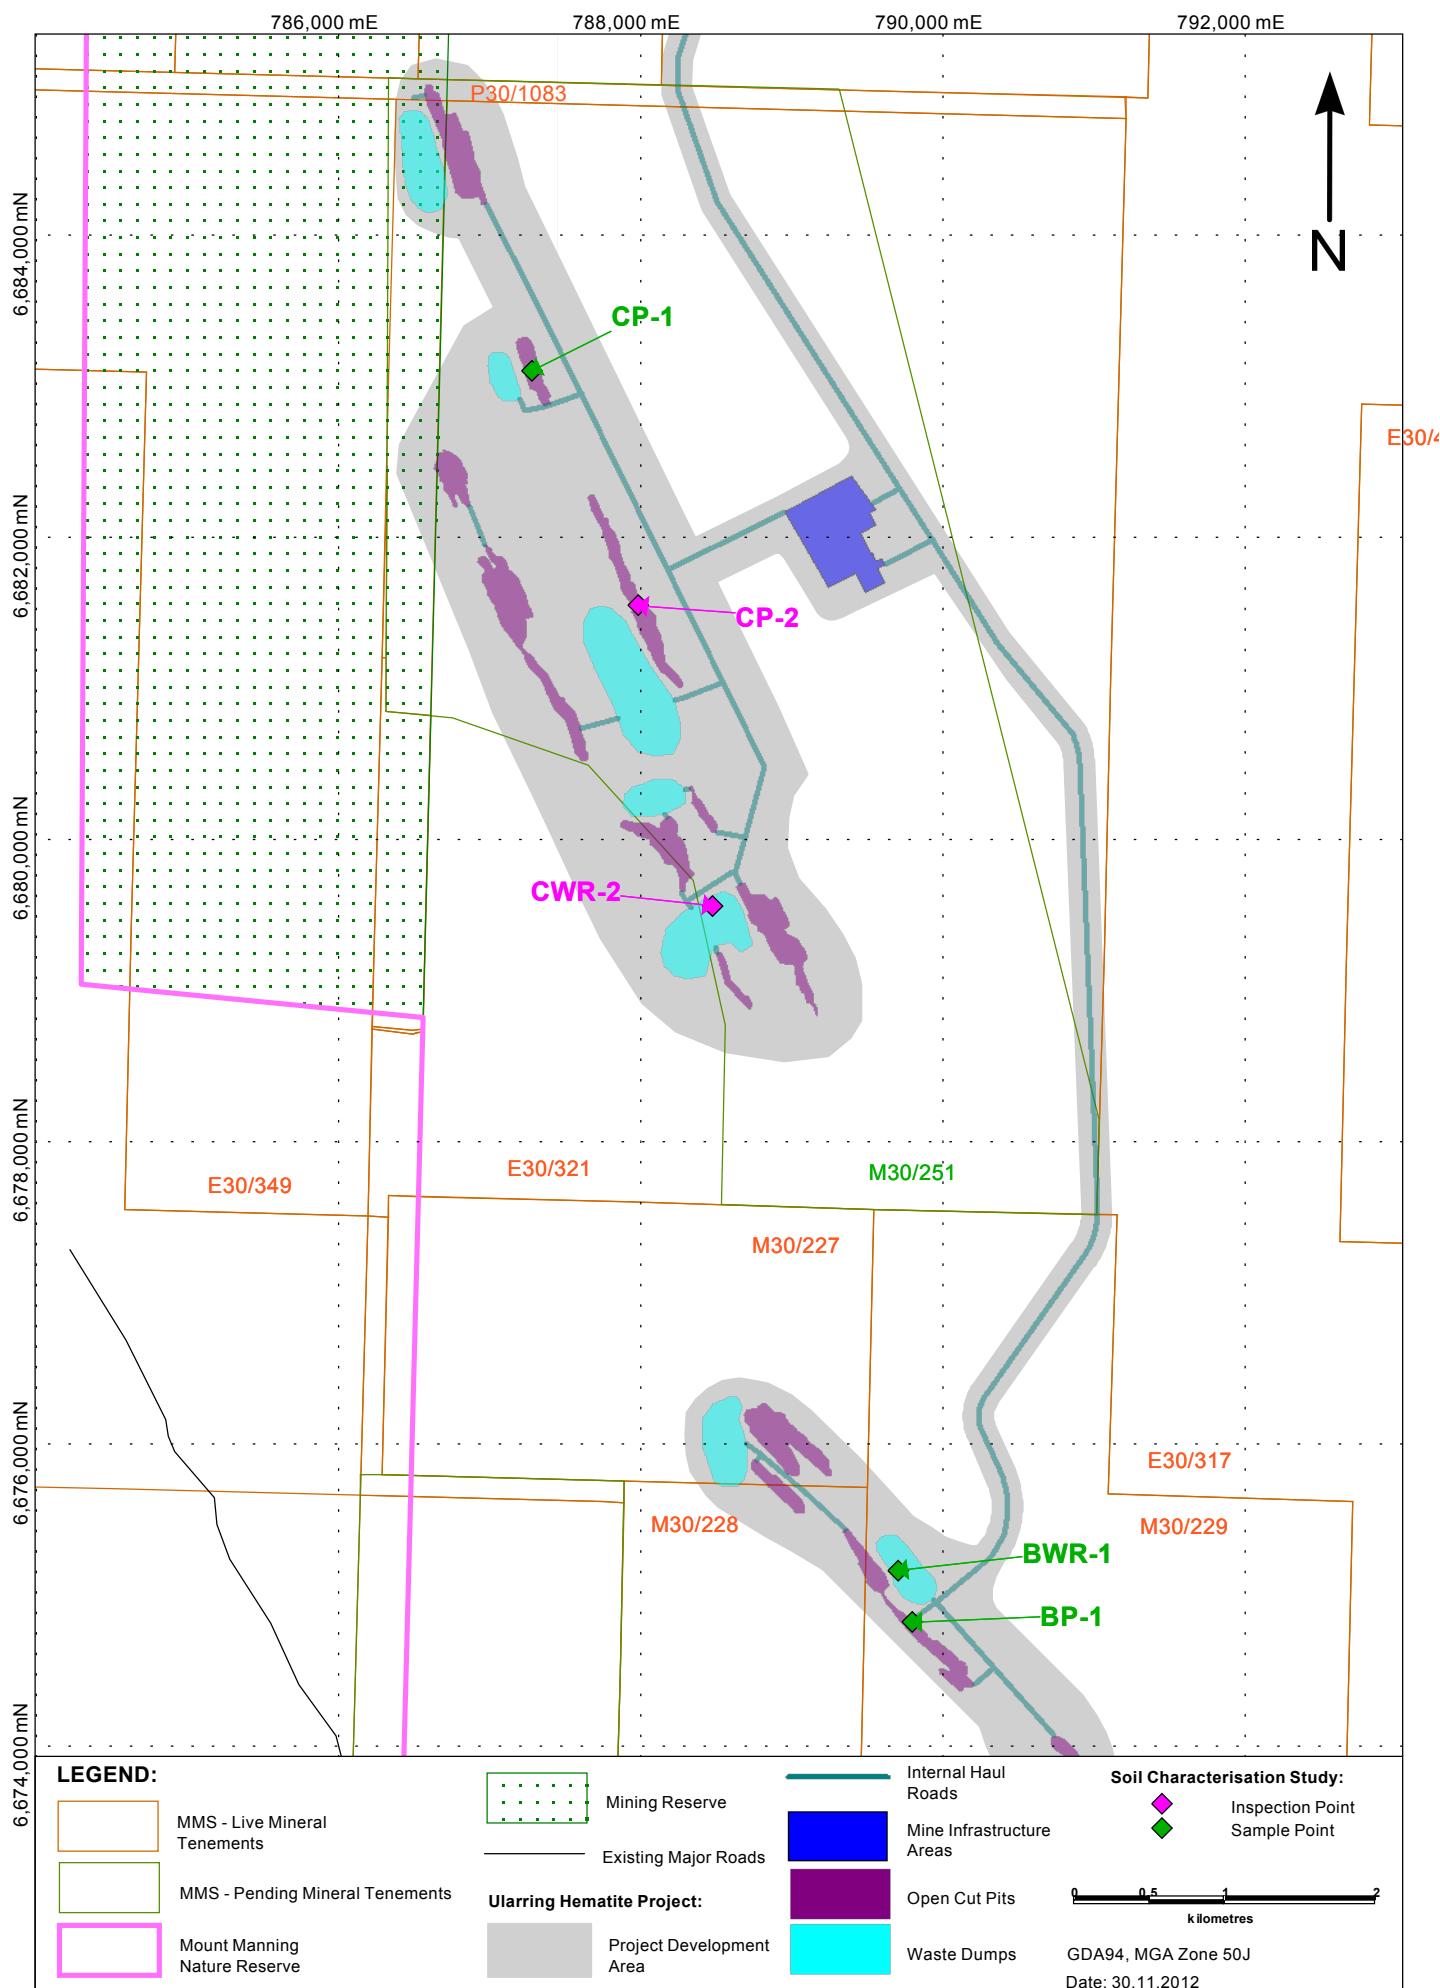 786,000 mE
788,000 mE
790,000 mE
792,000 mE
P30/1083
6,684,000 mN
N
CP-1
E30/4
6,682,000 mN
CP-2
6,680,000 mN
CWR-2
6,678,000 mN
E30/349
E30/321
M30/251
M30/227
6,676,000 mN
E30/317
M30/228
M30/229
BWR-1
BP-1
6,674,000 mN
LEGEND:
MMS - Live Mineral
Tenements
MMS - Pending Mineral Tenements
Mount Manning
Nature Reserve
Mining Reserve
Existing Major Roads
Ularring Hematite Project:
Project Development
Area
Internal Haul
Roads
Mine Infrastructure
Areas
Open Cut Pits
Waste Dumps
Soil Characterisation Study:
Inspection Point
Sample Point
0 0.5 1 2
kilometres
GDA94, MGA Zone 50J
Date: 30.11.2012